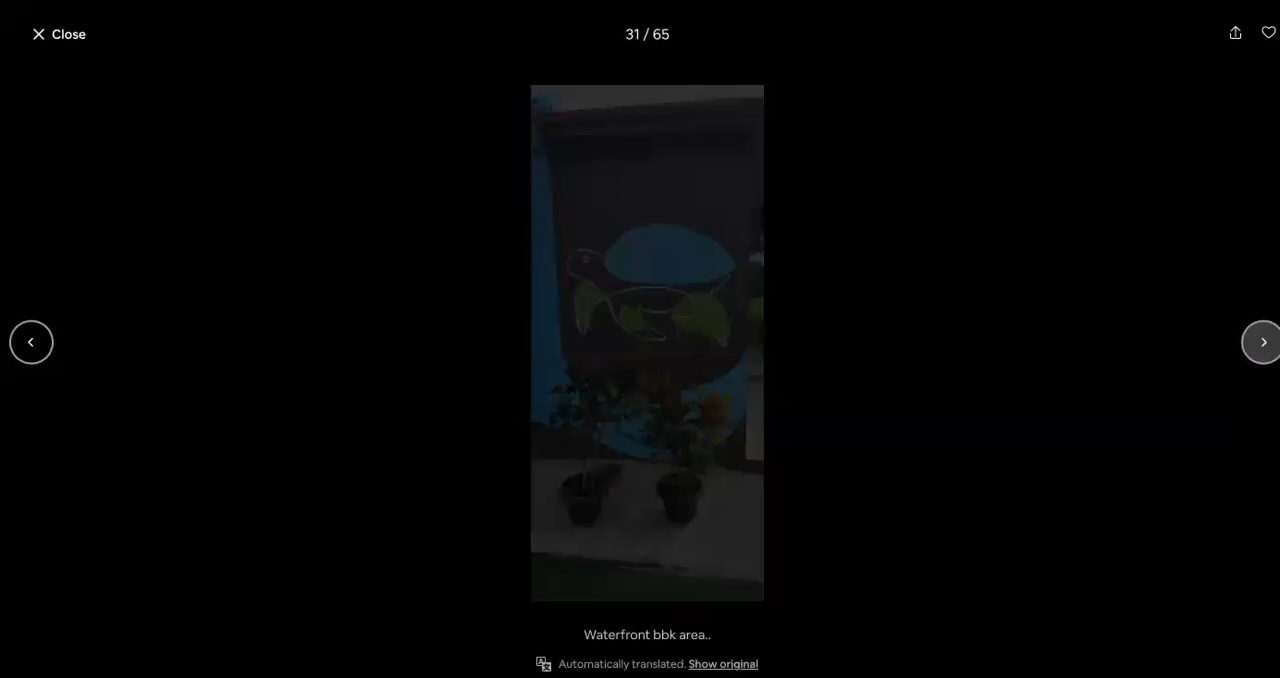 Close
31 / 65
Waterfront bbk area..
Automatically translated. Show original